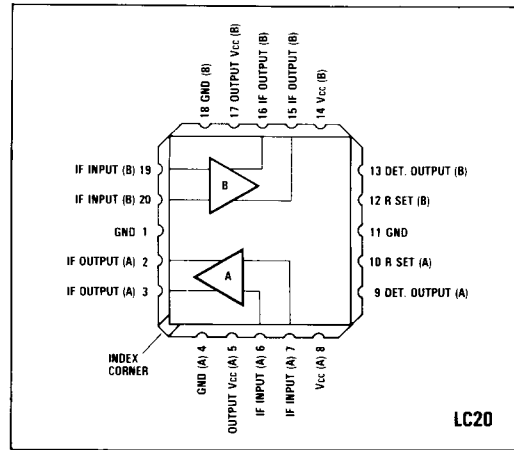 18 GND (B)
17 OUTPUT Vcc (B)
16 IF OUTPUT (B)
15 IF OUTPUT (B)
14 Vcc (B)
IF INPUT (B) 19
IF INPUT (B) 20
GND 1
IF OUTPUT (A) 2
IF OUTPUT (A) 3
B
A
13 DET. OUTPUT (B)
12 R SET (B)
11 GND
10 R SET (A)
9 DET. OUTPUT (A)
INDEX
CORNER
GND (A) 4
OUTPUT Vcc (A) 5
IF INPUT (A) 6
IF INPUT (A) 7
Vcc (A) 8
LC20